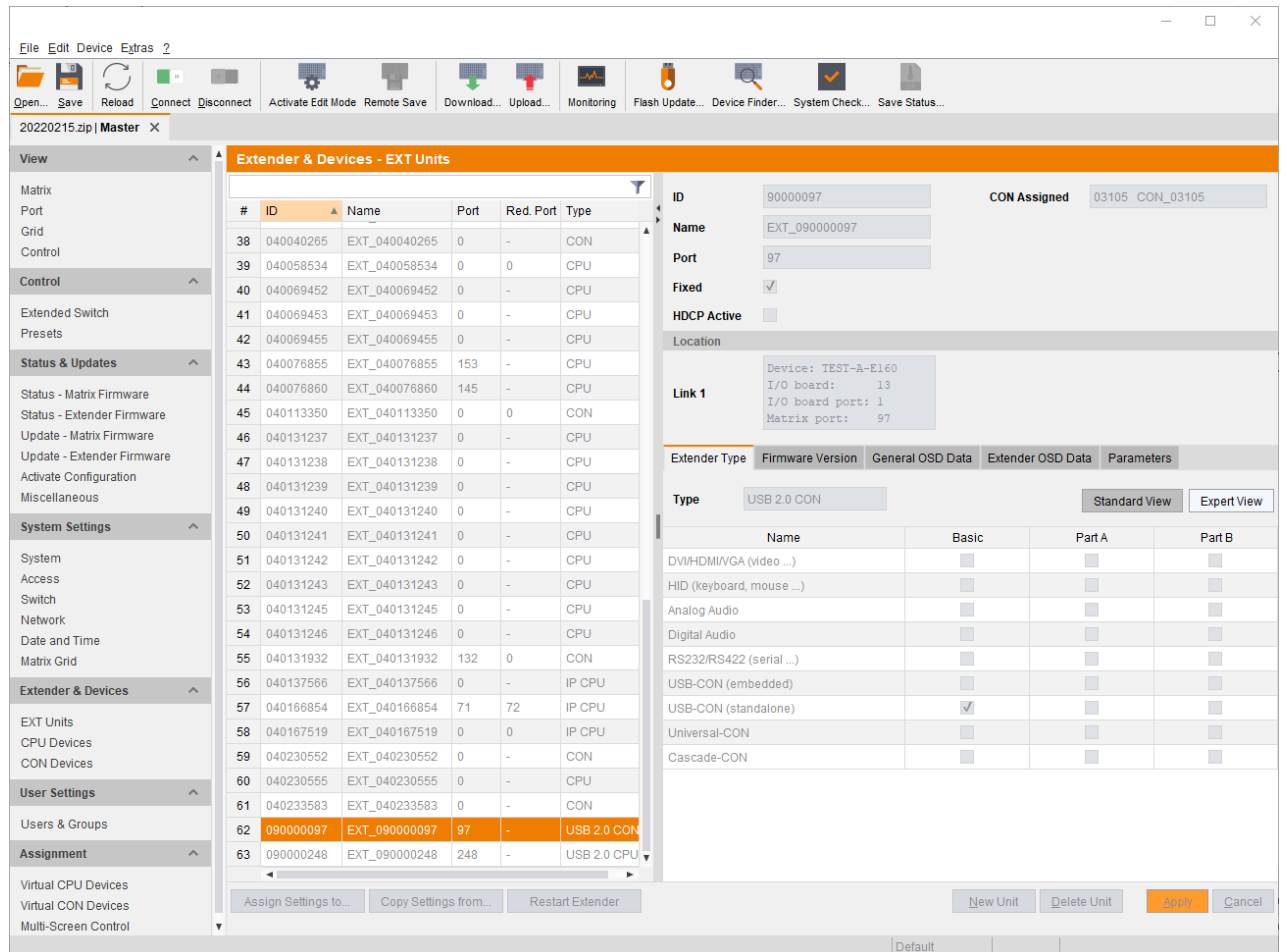 File Edit Device Extras ?
Open... Save Reload Connect Disconnect Activate Edit Mode Remote Save Download... Upload... Monitoring Flash Update... Device Finder... System Check... Save Status...
20220215.zip | Master
View
Matrix
Port
Grid
Control
Control
Extended Switch
Presets
Status & Updates
Status - Matrix Firmware
Status - Extender Firmware
Update - Matrix Firmware
Update - Extender Firmware
Activate Configuration
Miscellaneous
System Settings
System
Access
Switch
Network
Date and Time
Matrix Grid
Extender & Devices
EXT Units
CPU Devices
CON Devices
User Settings
Users & Groups
Assignment
Virtual CPU Devices
Virtual CON Devices
Multi-Screen Control
Extender & Devices - EXT Units
# ID Name Port Red. Port Type
38 040040265 EXT_040040265 0 - CON
39 040058534 EXT_040058534 0 0 CPU
40 040069452 EXT_040069452 0 - CPU
41 040069453 EXT_040069453 0 - CPU
42 040069455 EXT_040069455 0 - CPU
43 040076855 EXT_040076855 153 - CPU
44 040076860 EXT_040076860 145 - CPU
45 040113350 EXT_040113350 0 0 CON
46 040131237 EXT_040131237 0 - CPU
47 040131238 EXT_040131238 0 - CPU
48 040131239 EXT_040131239 0 - CPU
49 040131240 EXT_040131240 0 - CPU
50 040131241 EXT_040131241 0 - CPU
51 040131242 EXT_040131242 0 - CPU
52 040131243 EXT_040131243 0 - CPU
53 040131245 EXT_040131245 0 - CPU
54 040131246 EXT_040131246 0 - CPU
55 040131932 EXT_040131932 132 0 CON
56 040137566 EXT_040137566 0 - IP CPU
57 040166854 EXT_040166854 71 72 IP CPU
58 040167519 EXT_040167519 0 0 IP CPU
59 040230552 EXT_040230552 0 - CON
60 040230555 EXT_040230555 0 - CPU
61 040233583 EXT_040233583 0 - CON
62 090000097 EXT_090000097 97 - USB 2.0 CON
63 090000248 EXT_090000248 248 - USB 2.0 CPU
Assign Settings to... Copy Settings from... Restart Extender
ID 90000097 CON Assigned 03105 CON_03105
Name EXT_090000097
Port 97
Fixed
HDCP Active
Location
Link 1
Device: TEST-A-E160
I/O board: 13
I/O board port: 1
Matrix port: 97
Extender Type Firmware Version General OSD Data Extender OSD Data Parameters
Type USB 2.0 CON Standard View Expert View
Name Basic Part A Part B
DVI/HDMI/VGA (video ...)
HID (keyboard, mouse ...)
Analog Audio
Digital Audio
RS232/RS422 (serial ...)
USB-CON (embedded)
USB-CON (standalone)
Universal-CON
Cascade-CON
New Unit Delete Unit Apply Cancel
Default